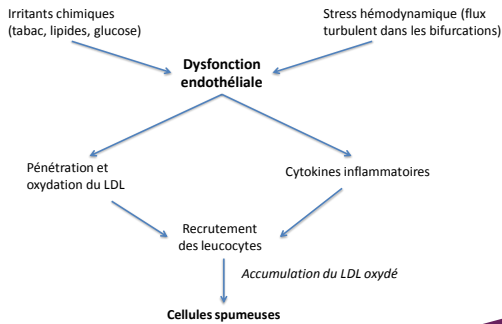 Irritants chimiques
(tabac, lipides, glucose)
Stress hémodynamique (flux
turbulent dans les bifurcations)
Dysfonction
endothéliale
Pénétration et
oxydation du LDL
Cytokines inflammatoires
Recrutement
des leucocytes
Accumulation du LDL oxydé
Cellules spumeuses